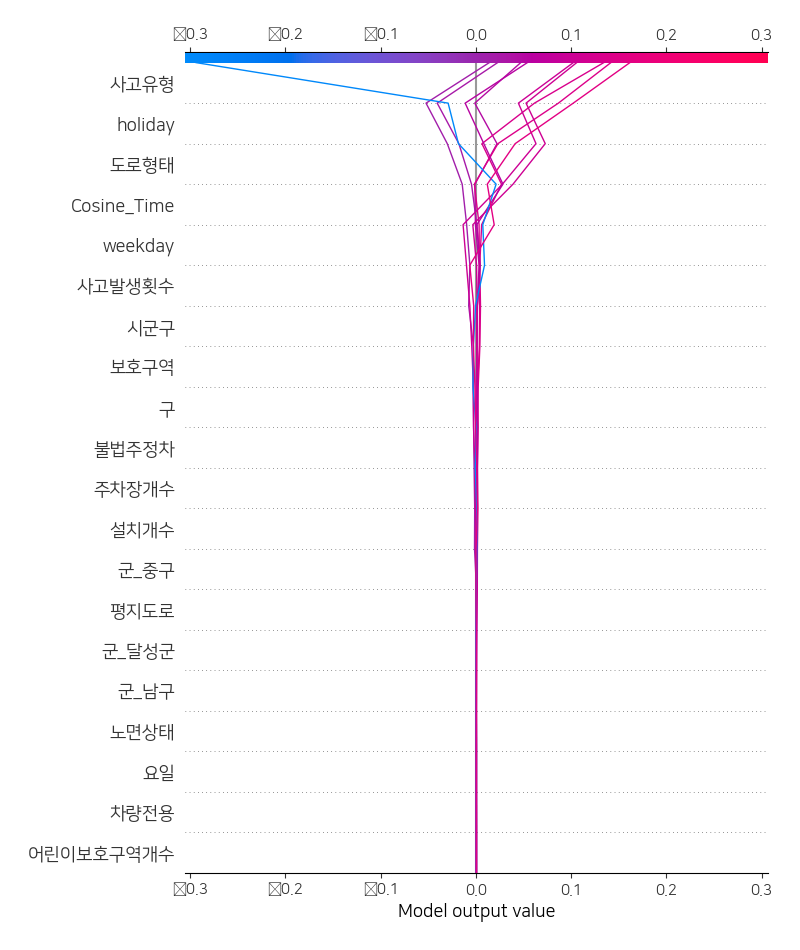 0.3 0.2 0.1 0.0 0.1 0.2 0.3
사고유형
holiday
도로형태
Cosine_Time
weekday
사고발생횟수
시군구
보호구역
구
불법주정차
주차장개수
설치개수
군_중구
평지도로
군_달성군
군_남구
노면상태
요일
차량전용
어린이보호구역개수
0.3 0.2 0.1 0.0 0.1 0.2 0.3
Model output value